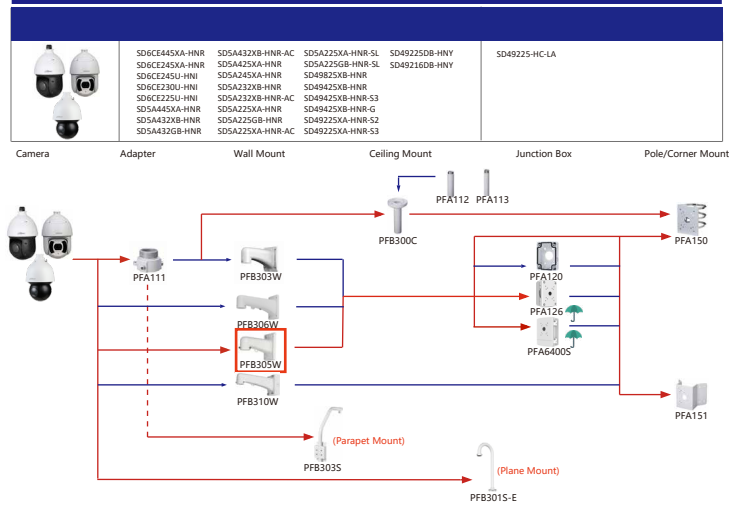 SD6CE445XA-HNR SD5A432XB-HNR-AC SD5A225XA-HNR-SL SD49225DB-HNY SD49225-HC-LA
SD6CE245XA-HNR SD5A425XA-HNR SD5A225GB-HNR-SL SD49216DB-HNY
SD6CE245U-HNI SD5A245XA-HNR SD49825XB-HNR
SD6CE230U-HNI SD5A232XB-HNR SD49425XB-HNR
SD6CE225U-HNI SD5A232XB-HNR-AC SD49425XB-HNR-S3
SD5A445XA-HNR SD5A225XA-HNR SD49425XB-HNR-G
SD5A432XB-HNR SD5A225GB-HNR SD49225XA-HNR-S2
SD5A432GB-HNR SD5A225XA-HNR-AC SD49225XA-HNR-S3
Camera Adapter Wall Mount Ceiling Mount Junction Box Pole/Corner Mount
PFA112 PFA113
PFB300C PFA150
PFA111 PFB303W PFA120
PFA126
PFB306W
PFA6400S
PFB305W
PFB310W
PFA151
(Parapet Mount)
PFB303S
(Plane Mount)
PFB301S-E